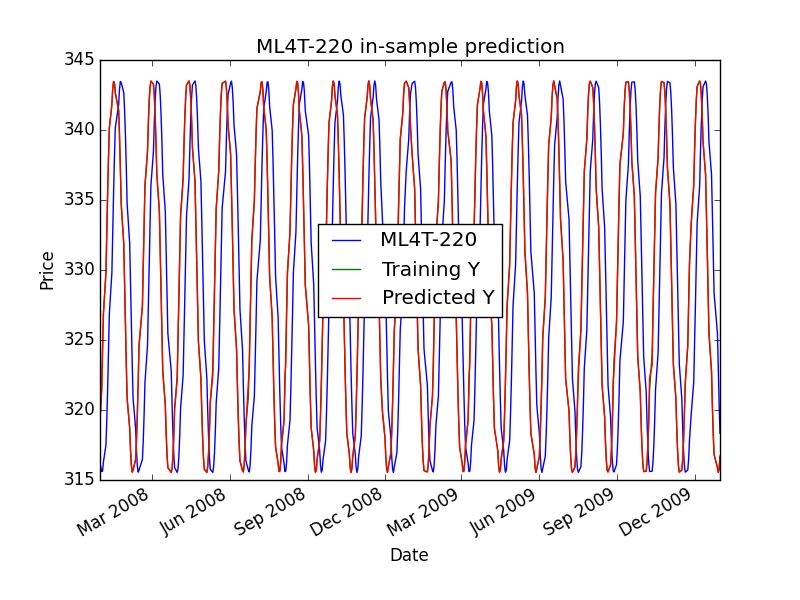 ML4T-220 in-sample prediction
345
340
335
330
325
320
315
Price
ML4T-220
Training Y
Predicted Y
Mar 2008
Jun 2008
Sep 2008
Dec 2008
Mar 2009
Jun 2009
Sep 2009
Dec 2009
Date